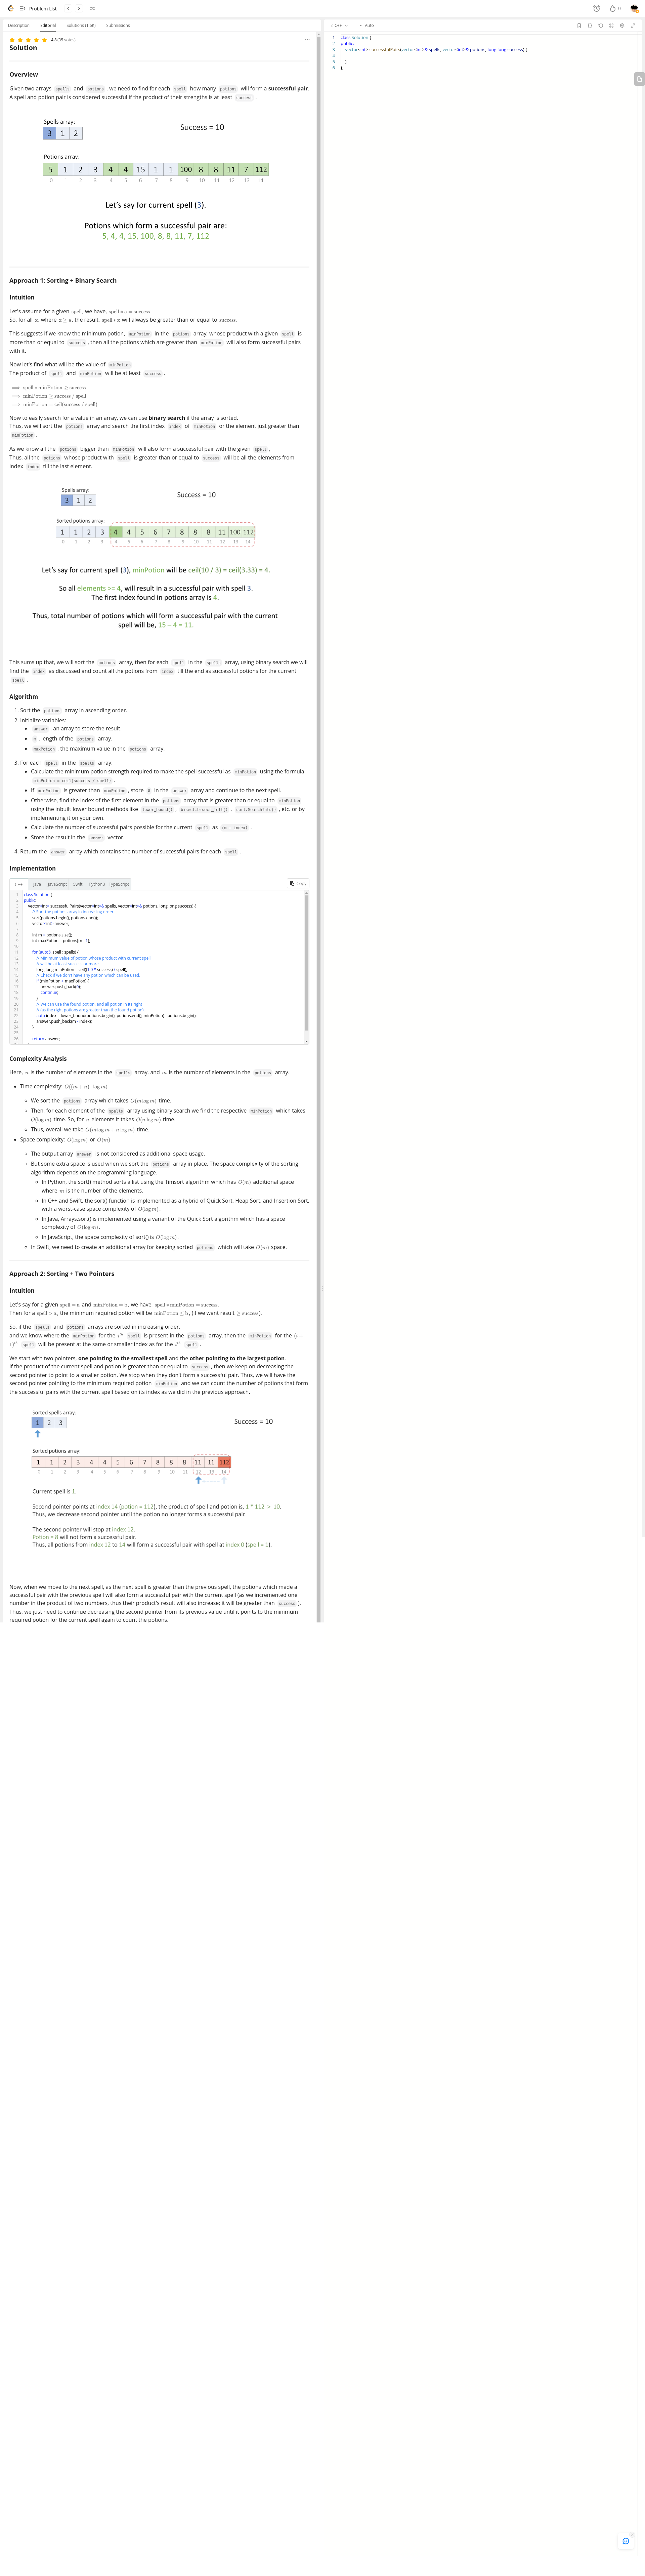 Problem List
0
Description Editorial Solutions (1.6k) Submissions
4.8 (35 votes)
Solution
Overview
Given two arrays spells and potions , we need to find for each spell how many potions will form a successful pair.
A spell and potion pair is considered successful if the product of their strengths is at least success .
Spells array:
3 1 2
Success = 10
Potions array:
5 1 2 3 4 4 15 1 1 100 8 8 11 7 112
0 1 2 3 4 5 6 7 8 9 10 11 12 13 14
Let's say for current spell (3).
Potions which form a successful pair are:
5, 4, 4, 15, 100, 8, 8, 11, 7, 112
Approach 1: Sorting + Binary Search
Intuition
Let's assume for a given spell, we have, spell * a = success
So, for all x, where x ≥ a, the result, spell * x will always be greater than or equal to success.
This suggests if we know the minimum potion, minPotion in the potions array, whose product with a given spell is
more than or equal to success , then all the potions which are greater than minPotion will also form successful pairs
with it.
Now let's find what will be the value of minPotion .
The product of spell and minPotion will be at least success .
⟹ spell * minPotion ≥ success
⟹ minPotion ≥ success / spell
⟹ minPotion = ceil(success / spell)
Now to easily search for a value in an array, we can use binary search if the array is sorted.
Thus, we will sort the potions array and search the first index index of minPotion or the element just greater than
minPotion .
As we know all the potions bigger than minPotion will also form a successful pair with the given spell ,
Thus, all the potions whose product with spell is greater than or equal to success will be all the elements from
index index till the last element.
Spells array:
3 1 2
Success = 10
Sorted potions array:
1 1 2 3 4 4 5 6 7 8 8 8 11 100 112
0 1 2 3 4 5 6 7 8 9 10 11 12 13 14
Let's say for current spell (3), minPotion will be ceil(10 / 3) = ceil(3.33) = 4.
So all elements >= 4, will result in a successful pair with spell 3.
The first index found in potions array is 4.
Thus, total number of potions which will form a successful pair with the current
spell will be, 15 – 4 = 11.
This sums up that, we will sort the potions array, then for each spell in the spells array, using binary search we will
find the index as discussed and count all the potions from index till the end as successful potions for the current
spell .
Algorithm
1. Sort the potions array in ascending order.
2. Initialize variables:
answer , an array to store the result.
m , length of the potions array.
maxPotion , the maximum value in the potions array.
3. For each spell in the spells array:
Calculate the minimum potion strength required to make the spell successful as minPotion using the formula
minPotion = ceil(success / spell) .
If minPotion is greater than maxPotion , store 0 in the answer array and continue to the next spell.
Otherwise, find the index of the first element in the potions array that is greater than or equal to minPotion
using the inbuilt lower bound methods like lower_bound() , bisect.bisect_left() , sort.SearchInts() , etc. or by
implementing it on your own.
Calculate the number of successful pairs possible for the current spell as (m - index) .
Store the result in the answer vector.
4. Return the answer array which contains the number of successful pairs for each spell .
Implementation
C++ Java JavaScript Swift Python3 TypeScript Copy
1 class Solution {
2 public:
3 vector<int> successfulPairs(vector<int>& spells, vector<int>& potions, long long success) {
4 // Sort the potions array in increasing order.
5 sort(potions.begin(), potions.end());
6 vector<int> answer;
7
8 int m = potions.size();
9 int maxPotion = potions[m - 1];
10
11 for (auto& spell : spells) {
12 // Minimum value of potion whose product with current spell
13 // will be at least success or more.
14 long long minPotion = ceil((1.0 * success) / spell);
15 // Check if we don't have any potion which can be used.
16 if (minPotion > maxPotion) {
17 answer.push_back(0);
18 continue;
19 }
20 // We can use the found potion, and all potion in its right
21 // (as the right potions are greater than the found potion).
22 auto index = lower_bound(potions.begin(), potions.end(), minPotion) - potions.begin();
23 answer.push_back(m - index);
24 }
25
26 return answer;
Complexity Analysis
Here, n is the number of elements in the spells array, and m is the number of elements in the potions array.
Time complexity: O((m + n) · log m)
We sort the potions array which takes O(m log m) time.
Then, for each element of the spells array using binary search we find the respective minPotion which takes
O(log m) time. So, for n elements it takes O(n log m) time.
Thus, overall we take O(m log m + n log m) time.
Space complexity: O(log m) or O(m)
The output array answer is not considered as additional space usage.
But some extra space is used when we sort the potions array in place. The space complexity of the sorting
algorithm depends on the programming language.
In Python, the sort() method sorts a list using the Timsort algorithm which has O(m) additional space
where m is the number of the elements.
In C++ and Swift, the sort() function is implemented as a hybrid of Quick Sort, Heap Sort, and Insertion Sort,
with a worst-case space complexity of O(log m).
In Java, Arrays.sort() is implemented using a variant of the Quick Sort algorithm which has a space
complexity of O(log m).
In JavaScript, the space complexity of sort() is O(log m).
In Swift, we need to create an additional array for keeping sorted potions which will take O(m) space.
Approach 2: Sorting + Two Pointers
Intuition
Let's say for a given spell = a and minPotion = b, we have, spell * minPotion = success.
Then for a spell > a, the minimum required potion will be minPotion ≤ b, (if we want result ≥ success).
So, if the spells and potions arrays are sorted in increasing order,
and we know where the minPotion for the iᵗʰ spell is present in the potions array, then the minPotion for the (i +
1)ᵗʰ spell will be present at the same or smaller index as for the iᵗʰ spell .
We start with two pointers, one pointing to the smallest spell and the other pointing to the largest potion.
If the product of the current spell and potion is greater than or equal to success , then we keep on decreasing the
second pointer to point to a smaller potion. We stop when they don't form a successful pair. Thus, we will have the
second pointer pointing to the minimum required potion minPotion and we can count the number of potions that form
the successful pairs with the current spell based on its index as we did in the previous approach.
Sorted spells array:
1 2 3
Success = 10
Sorted potions array:
1 1 2 3 4 4 5 6 7 8 8 8 11 11 112
0 1 2 3 4 5 6 7 8 9 10 11 12 13 14
Current spell is 1.
Second pointer points at index 14 (potion = 112), the product of spell and potion is, 1 * 112 > 10.
Thus, we decrease second pointer until the potion no longer forms a successful pair.
The second pointer will stop at index 12.
Potion = 8 will not form a successful pair.
Thus, all potions from index 12 to 14 will form a successful pair with spell at index 0 (spell = 1).
Now, when we move to the next spell, as the next spell is greater than the previous spell, the potions which made a
successful pair with the previous spell will also form a successful pair with the current spell (as we incremented one
number in the product of two numbers, thus their product's result will also increase; it will be greater than success ).
Thus, we just need to continue decreasing the second pointer from its previous value until it points to the minimum
required potion for the current spell again to count the potions.
C++ Auto
1 class Solution {
2 public:
3 vector<int> successfulPairs(vector<int>& spells, vector<int>& potions, long long success) {
4
5 }
6 };